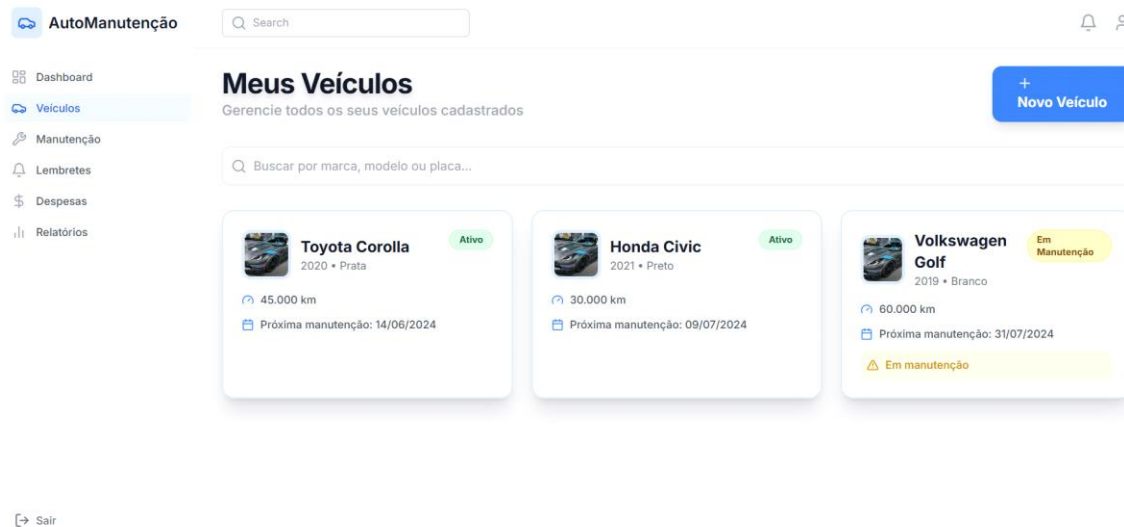 AutoManutenção
Search
Dashboard
Veículos
Manutenção
Lembretes
Despesas
Relatórios
Sair
Meus Veículos
Gerencie todos os seus veículos cadastrados
+
Novo Veículo
Buscar por marca, modelo ou placa...
Toyota Corolla
Ativo
2020 • Prata
45.000 km
Próxima manutenção: 14/06/2024
Honda Civic
Ativo
2021 • Preto
30.000 km
Próxima manutenção: 09/07/2024
Volkswagen
Golf
Em
Manutenção
2019 • Branco
60.000 km
Próxima manutenção: 31/07/2024
Em manutenção